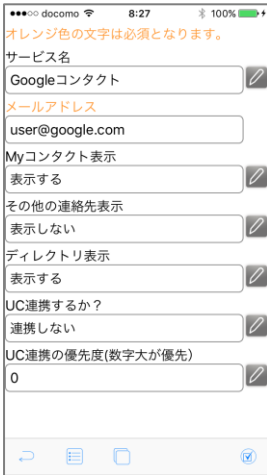 docomo 8:27 100%
オレンジ色の文字は必須となります。
サービス名
Googleコンタクト
メールアドレス
user@google.com
Myコンタクト表示
表示する
その他の連絡先表示
表示しない
ディレクトリ表示
表示する
UC連携するか？
連携しない
UC連携の優先度(数字大が優先）
0